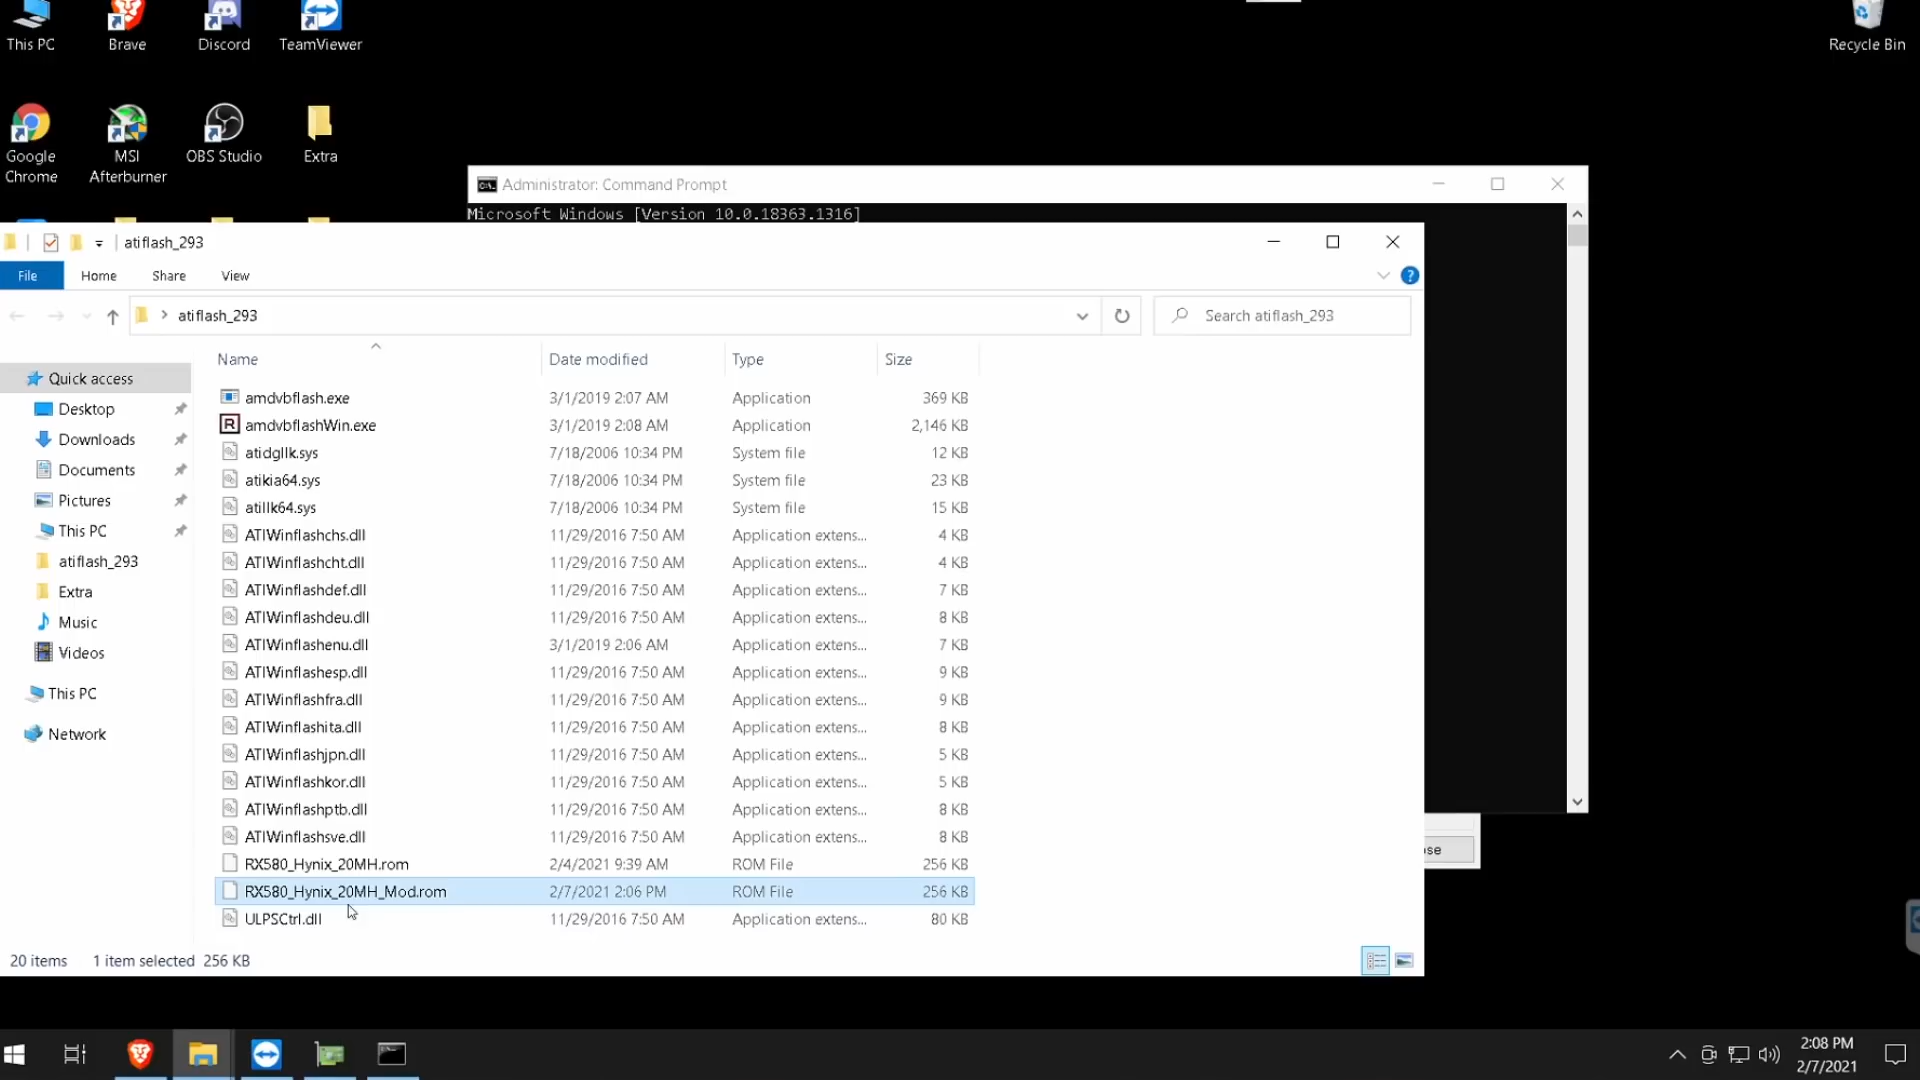 This PC
Brave
Discord
TeamViewer
Recycle Bin
Google Chrome
MSI Afterburner
OBS Studio
Extra
Administrator: Command Prompt
Microsoft Windows [Version 10.0.18363.1316]
atiflash_293
File Home Share View
atiflash_293
Search atiflash_293
Name Date modified Type Size
Quick access
Desktop
Downloads
Documents
Pictures
This PC
atiflash_293
Extra
Music
Videos
This PC
Network
amdvbflash.exe 3/1/2019 2:07 AM Application 369 KB
amdvbflashWin.exe 3/1/2019 2:08 AM Application 2,146 KB
atidgllk.sys 7/18/2006 10:34 PM System file 12 KB
atikia64.sys 7/18/2006 10:34 PM System file 23 KB
atillk64.sys 7/18/2006 10:34 PM System file 15 KB
ATIWinflashchs.dll 11/29/2016 7:50 AM Application extens... 4 KB
ATIWinflashcht.dll 11/29/2016 7:50 AM Application extens... 4 KB
ATIWinflashdef.dll 11/29/2016 7:50 AM Application extens... 7 KB
ATIWinflashdeu.dll 11/29/2016 7:50 AM Application extens... 8 KB
ATIWinflashenu.dll 3/1/2019 2:06 AM Application extens... 7 KB
ATIWinflashesp.dll 11/29/2016 7:50 AM Application extens... 9 KB
ATIWinflashfra.dll 11/29/2016 7:50 AM Application extens... 9 KB
ATIWinflashita.dll 11/29/2016 7:50 AM Application extens... 8 KB
ATIWinflashjpn.dll 11/29/2016 7:50 AM Application extens... 5 KB
ATIWinflashkor.dll 11/29/2016 7:50 AM Application extens... 5 KB
ATIWinflashptb.dll 11/29/2016 7:50 AM Application extens... 8 KB
ATIWinflashsve.dll 11/29/2016 7:50 AM Application extens... 8 KB
RX580_Hynix_20MH.rom 2/4/2021 9:39 AM ROM File 256 KB
RX580_Hynix_20MH_Mod.rom 2/7/2021 2:06 PM ROM File 256 KB
ULPSCtrl.dll 11/29/2016 7:50 AM Application extens... 80 KB
ose
20 items 1 item selected 256 KB
2:08 PM
2/7/2021